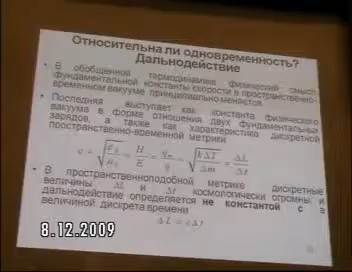 Относительна ли одновременность?
Дальнодействие
• В обобщенной термодинамике физический смысл
фундаментальной константы скорости в пространственно-
временном вакууме принципиально меняется.
• Последняя выступает как константа физического
вакуума в форме отношения двух фундаментальных
зарядов, а также как характеристика дискретной
пространственно-временной метрики
• В пространственноподобной метрике дискретные
величины ΔL и Δt космологически огромны, и
дальнодействие определяется не константой c а
величиной дискрета времени
ΔL = cΔt
8.12.2009